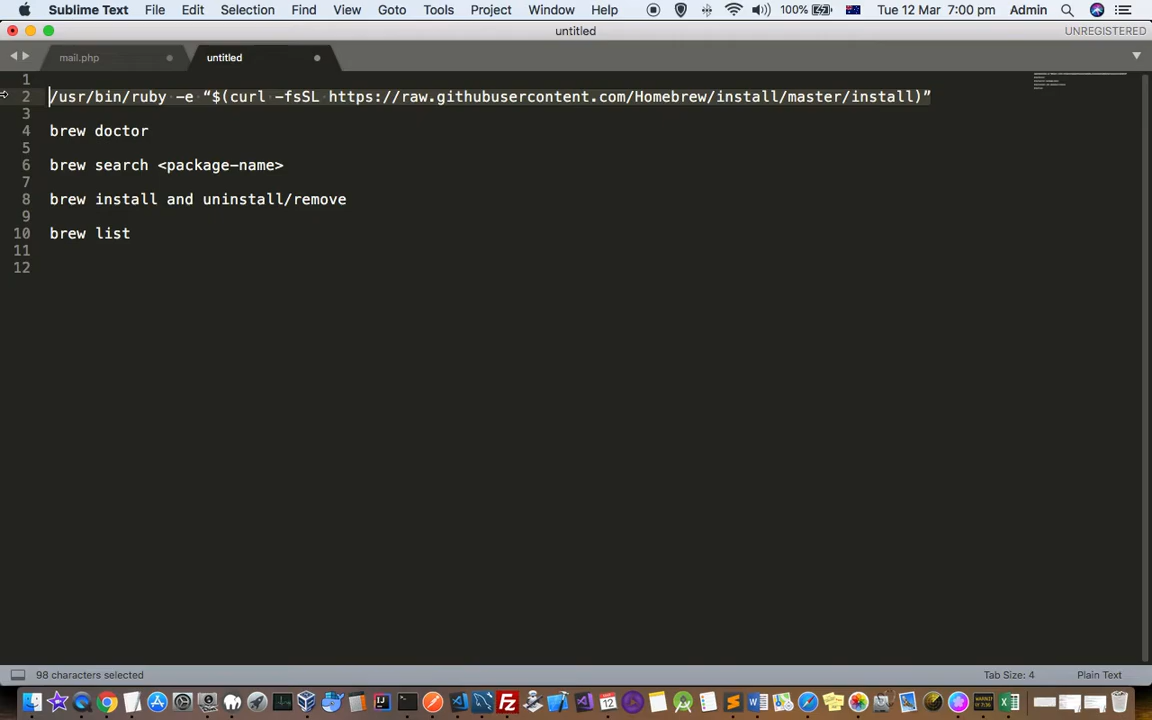 Sublime Text File Edit Selection Find View Goto Tools Project Window Help 100% Tue 12 Mar 7:00 pm Admin
untitled UNREGISTERED
mail.php untitled
1
2 /usr/bin/ruby -e “$(curl -fsSL https://raw.githubusercontent.com/Homebrew/install/master/install)”
3
4 brew doctor
5
6 brew search <package-name>
7
8 brew install and uninstall/remove
9
10 brew list
11
12
98 characters selected Tab Size: 4 Plain Text